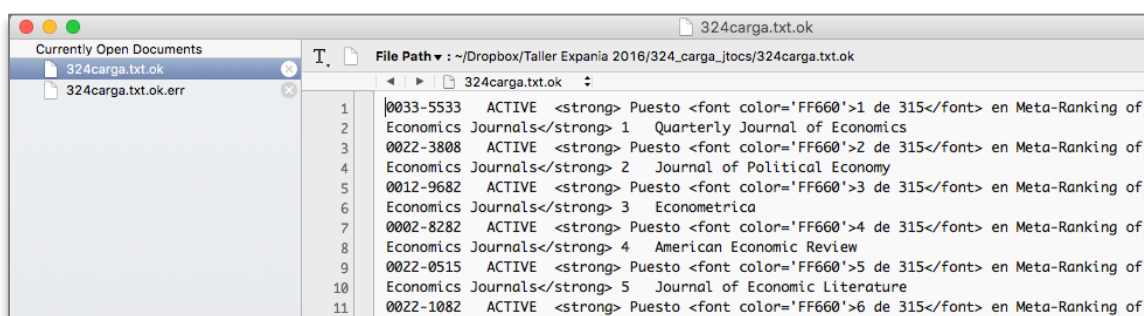 324carga.txt.ok
Currently Open Documents
324carga.txt.ok
324carga.txt.ok.err
File Path ▾ : ~/Dropbox/Taller Expania 2016/324_carga_jtocs/324carga.txt.ok
324carga.txt.ok
1 0033-5533 ACTIVE <strong> Puesto <font color='FF660'>1 de 315</font> en Meta-Ranking of
2 Economics Journals</strong> 1 Quarterly Journal of Economics
3 0022-3808 ACTIVE <strong> Puesto <font color='FF660'>2 de 315</font> en Meta-Ranking of
4 Economics Journals</strong> 2 Journal of Political Economy
5 0012-9682 ACTIVE <strong> Puesto <font color='FF660'>3 de 315</font> en Meta-Ranking of
6 Economics Journals</strong> 3 Econometrica
7 0002-8282 ACTIVE <strong> Puesto <font color='FF660'>4 de 315</font> en Meta-Ranking of
8 Economics Journals</strong> 4 American Economic Review
9 0022-0515 ACTIVE <strong> Puesto <font color='FF660'>5 de 315</font> en Meta-Ranking of
10 Economics Journals</strong> 5 Journal of Economic Literature
11 0022-1082 ACTIVE <strong> Puesto <font color='FF660'>6 de 315</font> en Meta-Ranking of